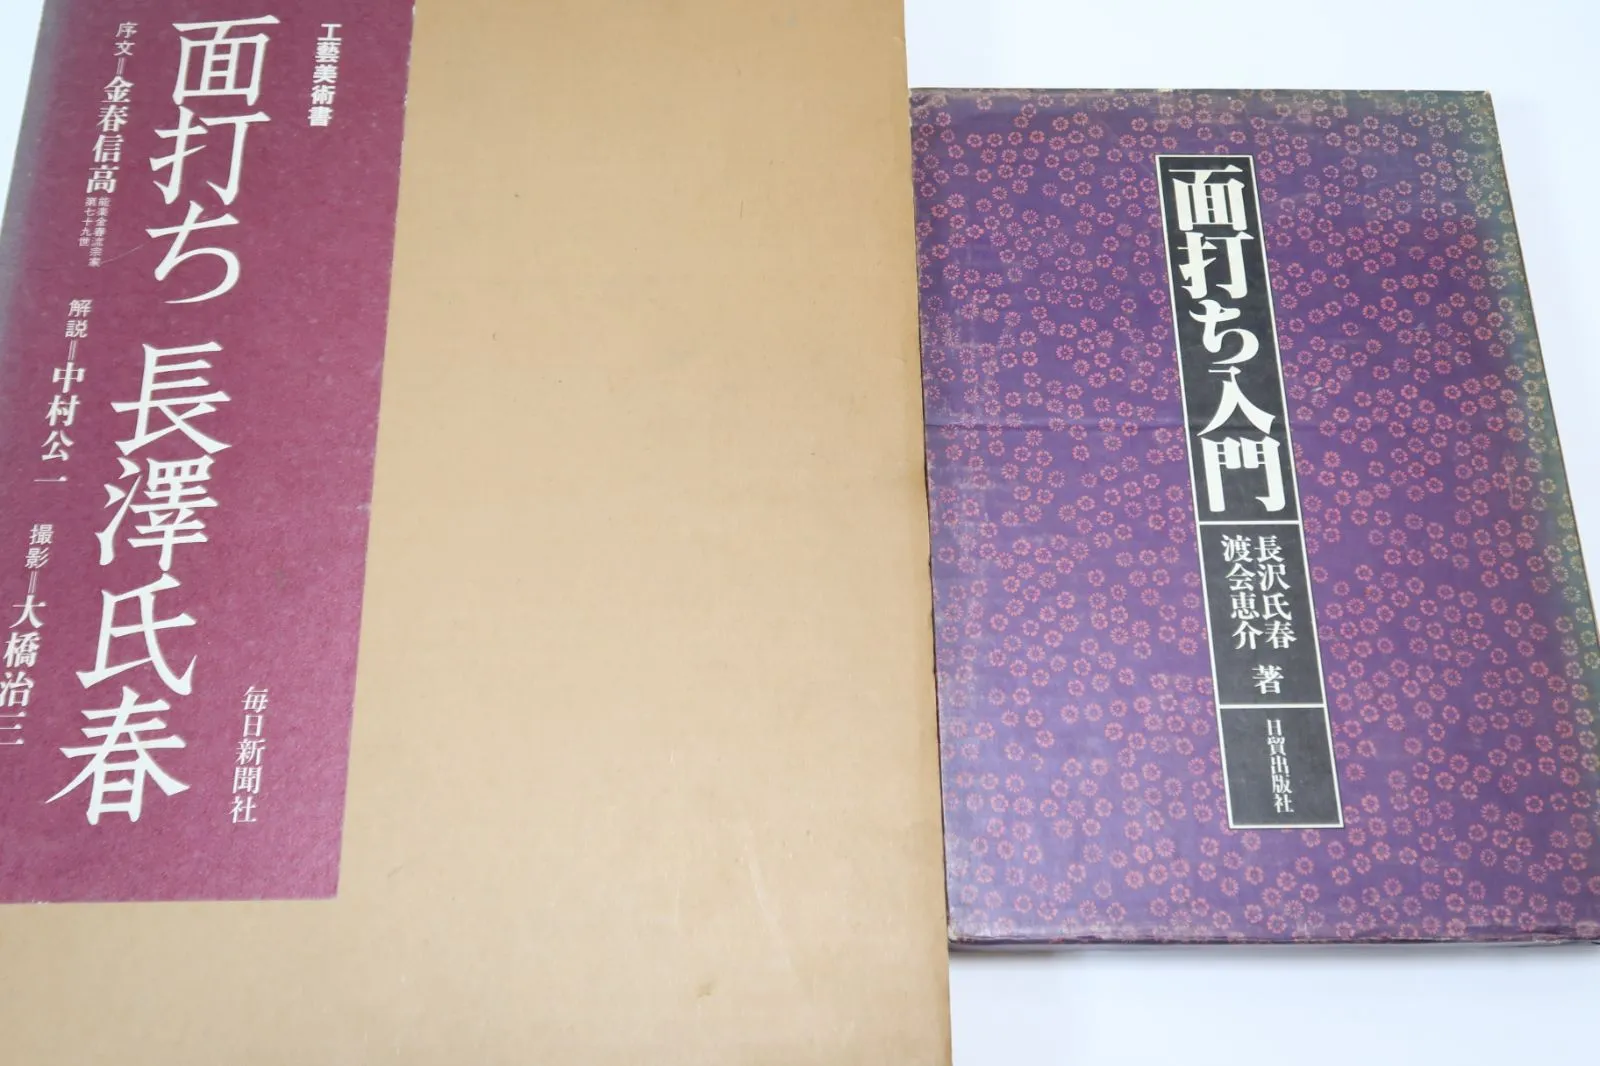 工藝美術書
面打ち 長澤氏春
序文=金春信高
能楽金春流宗家
第七十九世
解説=中村公一
撮影=大橋治三
毎日新聞社
面打ち入門
長沢氏春
渡会恵介
著
日貿出版社